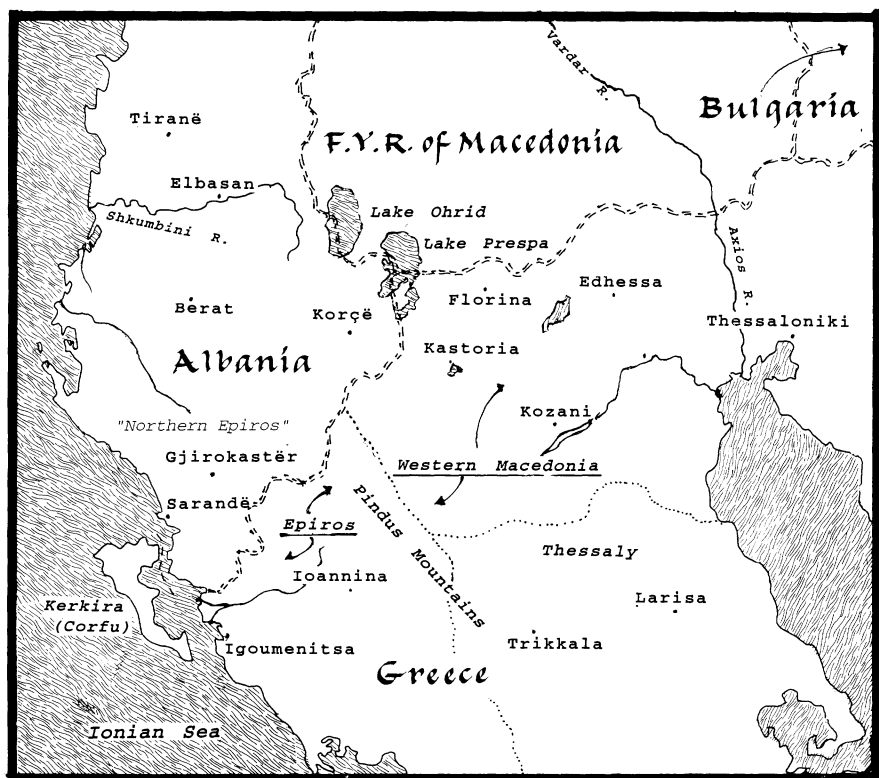 Vardar R.
Bulgaria
Tiranë
F.Y.R. of Macedonia
Elbasan
Shkumbini R.
Lake Ohrid
Lake Prespa
Axios R.
Edhessa
Florina
Berat
Korçë
Thessaloniki
Kastoria
Albania
Kozani
"Northern Epiros"
Gjirokastër
Western Macedonia
Sarandë
Pindus Mountains
Epiros
Thessaly
Ioannina
Kerkira
(Corfu)
Larisa
Igoumenitsa
Trikkala
Greece
Ionian Sea